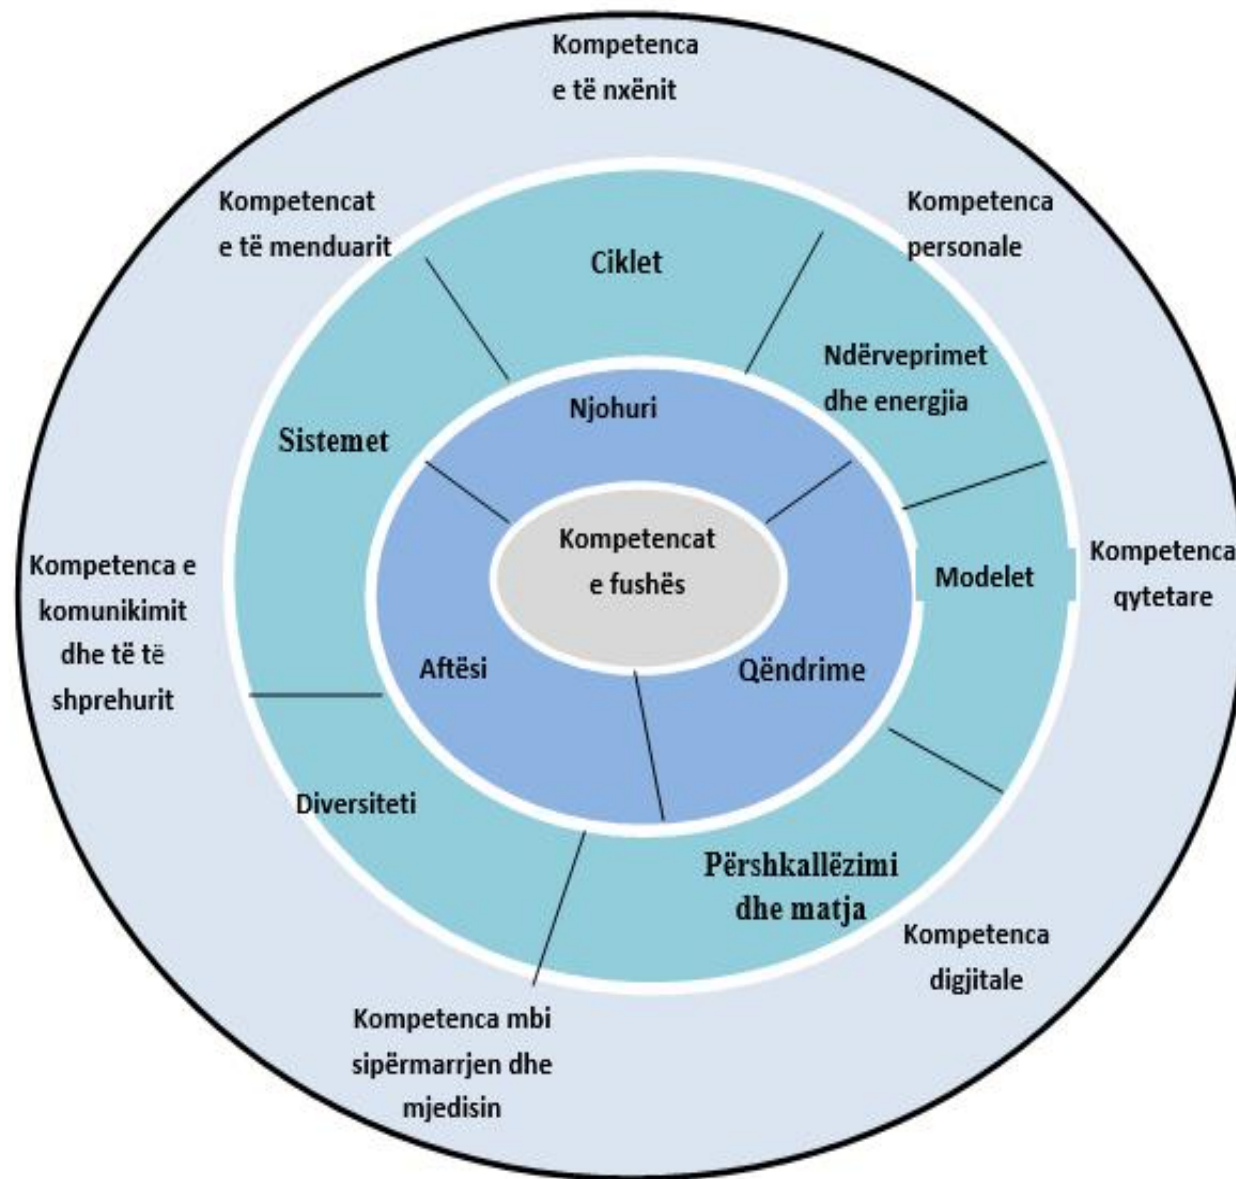 Kompetenca
e të nxënit
Kompetencat
e të menduarit
Kompetenca
personale
Ciklet
Ndërveprimet
dhe energjia
Njohuri
Sistemet
Kompetencat
e fushës
Modelet
Kompetenca
qytetare
Kompetenca e
komunikimit
dhe të të
shprehurit
Aftësi
Qëndrime
Diversiteti
Përshkallëzimi
dhe matja
Kompetenca
digjitale
Kompetenca mbi
sipërmarrjen dhe
mjedisin